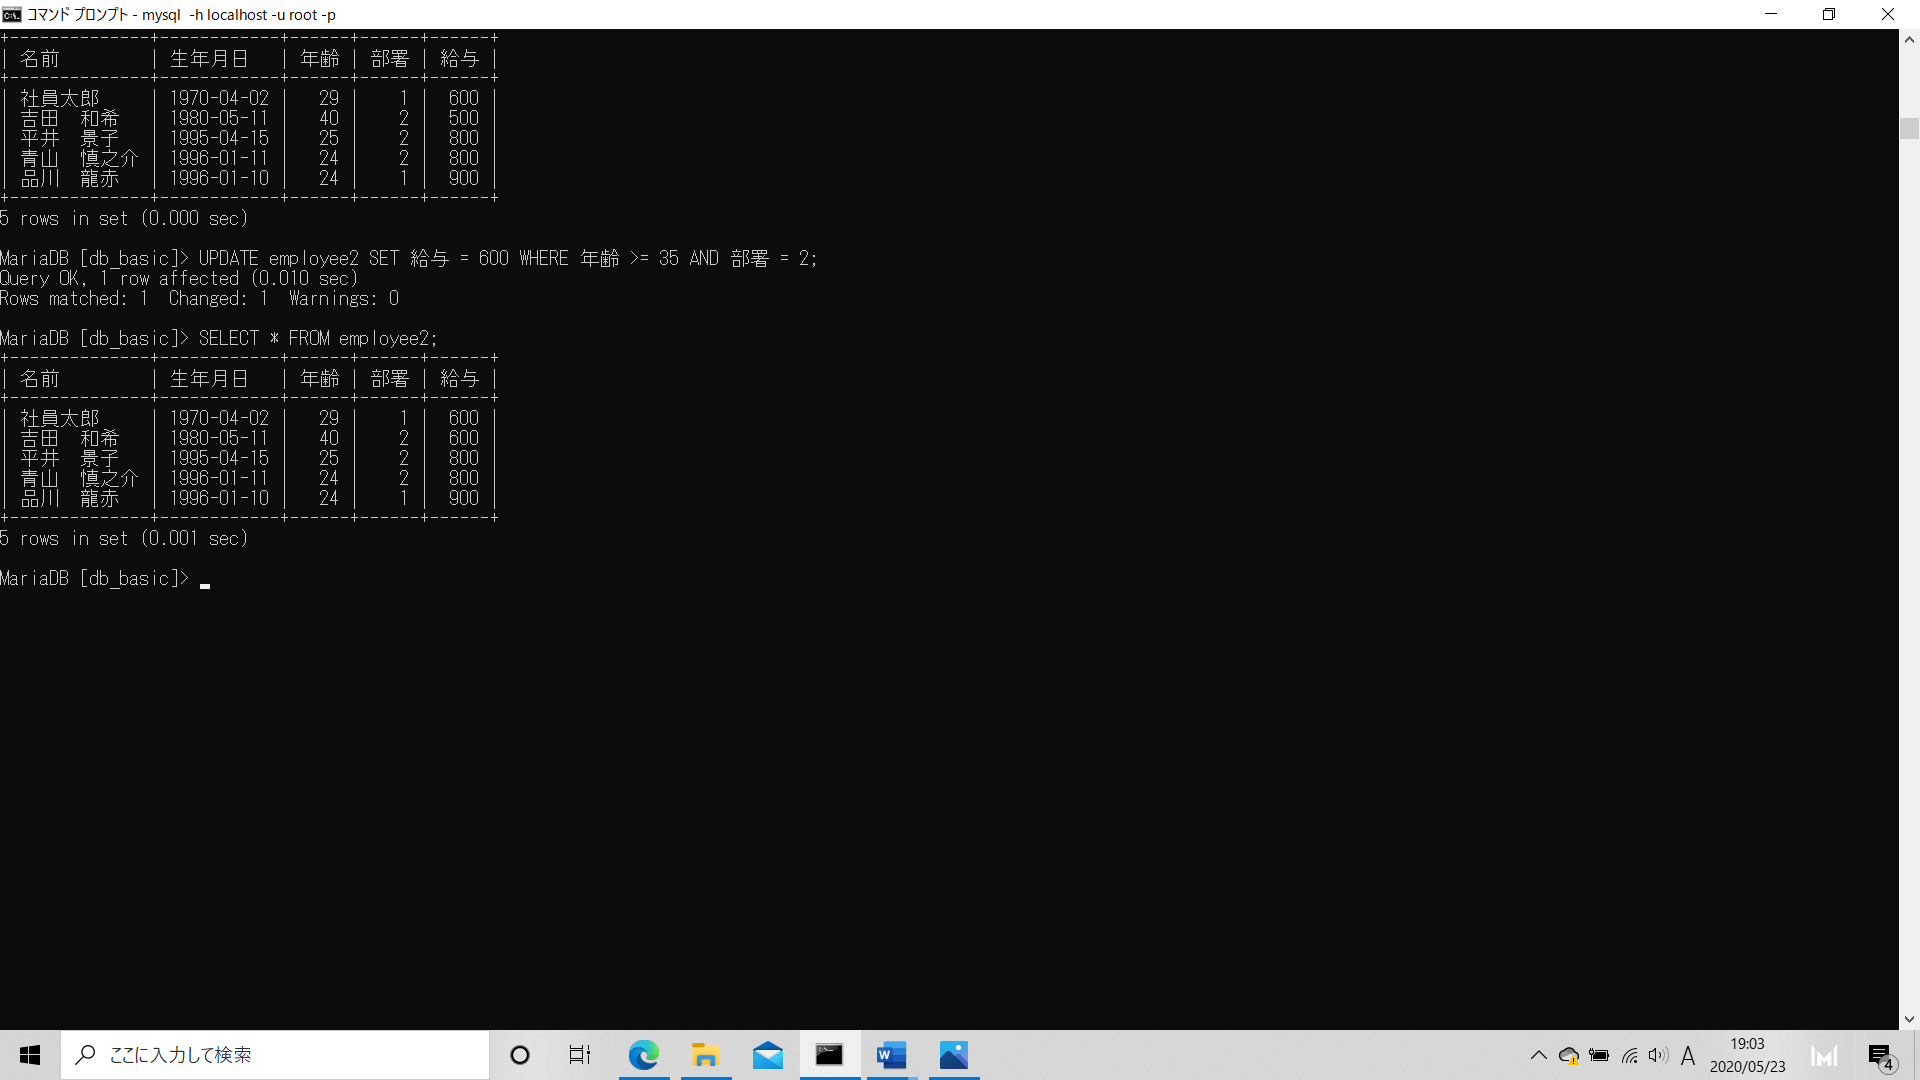 コマンド プロンプト - mysql  -h localhost -u root -p
+--------------+------------+------+------+------+
| 名前         | 生年月日   | 年齢 | 部署 | 給与 |
+--------------+------------+------+------+------+
| 社員太郎     | 1970-04-02 |   29 |    1 |  600 |
| 吉田　和希   | 1980-05-11 |   40 |    2 |  500 |
| 平井　景子   | 1995-04-15 |   25 |    2 |  800 |
| 青山　慎之介 | 1996-01-11 |   24 |    2 |  800 |
| 品川　龍赤   | 1996-01-10 |   24 |    1 |  900 |
+--------------+------------+------+------+------+
5 rows in set (0.000 sec)
MariaDB [db_basic]> UPDATE employee2 SET 給与 = 600 WHERE 年齢 >= 35 AND 部署 = 2;
Query OK, 1 row affected (0.010 sec)
Rows matched: 1  Changed: 1  Warnings: 0
MariaDB [db_basic]> SELECT * FROM employee2;
+--------------+------------+------+------+------+
| 名前         | 生年月日   | 年齢 | 部署 | 給与 |
+--------------+------------+------+------+------+
| 社員太郎     | 1970-04-02 |   29 |    1 |  600 |
| 吉田　和希   | 1980-05-11 |   40 |    2 |  600 |
| 平井　景子   | 1995-04-15 |   25 |    2 |  800 |
| 青山　慎之介 | 1996-01-11 |   24 |    2 |  800 |
| 品川　龍赤   | 1996-01-10 |   24 |    1 |  900 |
+--------------+------------+------+------+------+
5 rows in set (0.001 sec)
MariaDB [db_basic]>
ここに入力して検索
A
19:03
2020/05/23
4